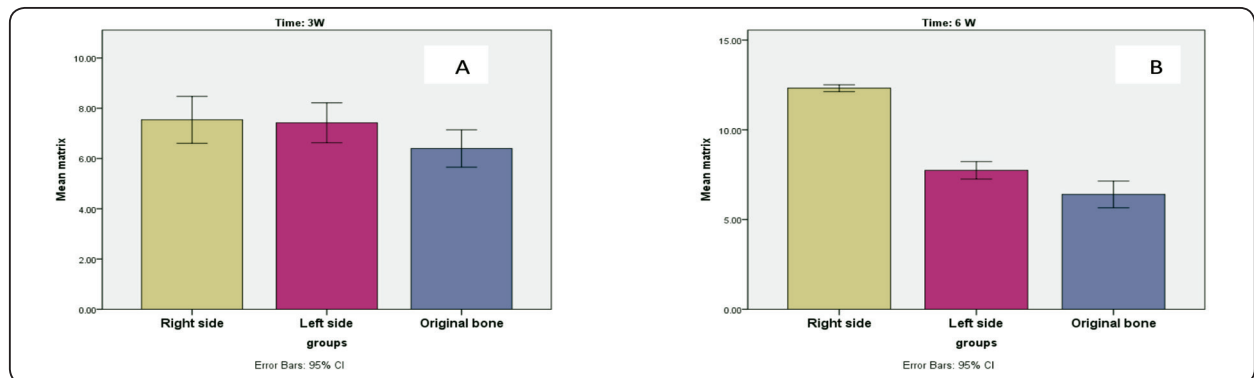 Time: 3W
A
10.00
8.00
6.00
4.00
2.00
0.00
Mean matrix
Right side Left side Original bone
groups
Error Bars: 95% CI
Time: 6 W
B
15.00
10.00
5.00
0.00
Mean matrix
Right side Left side Original bone
groups
Error Bars: 95% CI